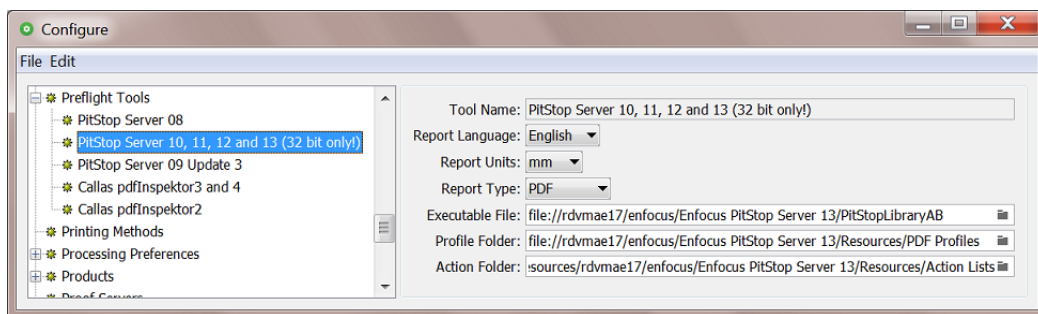 Configure
File Edit
Preflight Tools
PitStop Server 08
PitStop Server 10, 11, 12 and 13 (32 bit only!)
PitStop Server 09 Update 3
Callas pdfInspektor3 and 4
Callas pdfInspektor2
Printing Methods
Processing Preferences
Products
Proof Servers
Tool Name: PitStop Server 10, 11, 12 and 13 (32 bit only!)
Report Language: English
Report Units: mm
Report Type: PDF
Executable File: file://rdvmae17/enfocus/Enfocus PitStop Server 13/PitStopLibraryAB
Profile Folder: file://rdvmae17/enfocus/Enfocus PitStop Server 13/Resources/PDF Profiles
Action Folder: :sources/rdvmae17/enfocus/Enfocus PitStop Server 13/Resources/Action Lists